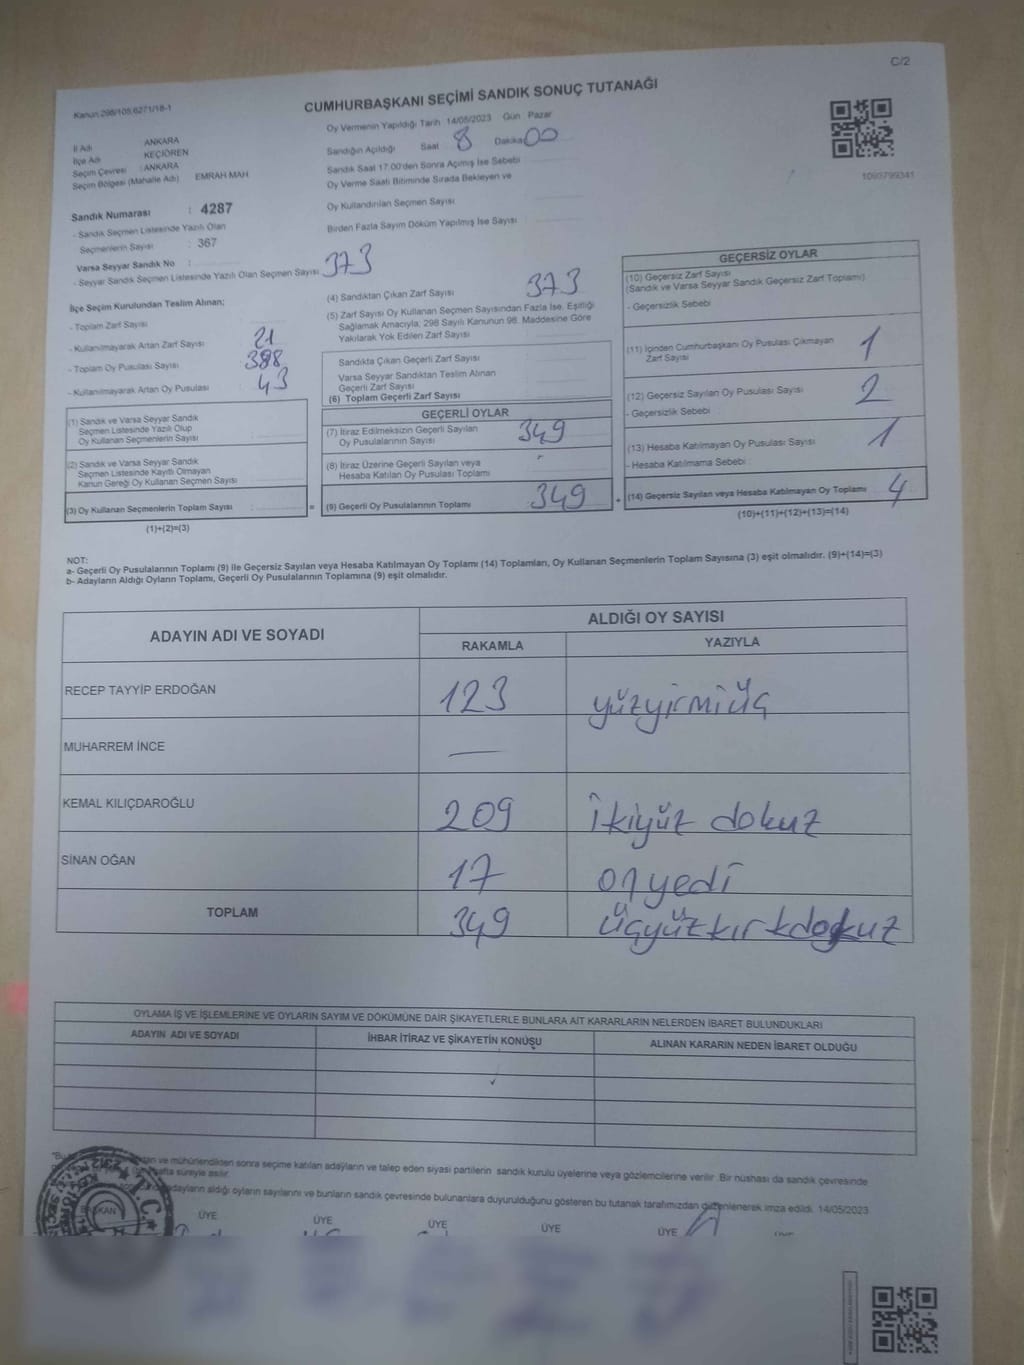 C/2
Kanun:298/105;6271/18-1
CUMHURBAŞKANI SEÇİMİ SANDIK SONUÇ TUTANAĞI
İl Adı ANKARA
İlçe Adı KEÇİÖREN
Seçim Çevresi : ANKARA
Seçim Bölgesi (Mahalle Adı) EMRAH MAH
Sandık Numarası : 4287
- Sandık Seçmen Listesinde Yazılı Olan
Seçmenlerin Sayısı : 367
Varsa Seyyar Sandık No :
- Seyyar Sandık Seçmen Listesinde Yazılı Olan Seçmen Sayısı
Oy Vermenin Yapıldığı Tarih 14/05/2023 Gün Pazar
Sandığın Açıldığı Saat 8 Dakika 00
Sandık Saat 17:00'den Sonra Açımış İse Sebebi
Oy Verme Saati Bitiminde Sırada Bekleyen ve
Oy Kullandırılan Seçmen Sayısı
Birden Fazla Sayım Döküm Yapılmış İse Sayısı
1093799341
İlçe Seçim Kurulundan Teslim Alınan;
- Toplam Zarf Sayısı 373
- Kullanılmayarak Artan Zarf Sayısı 21
- Toplam Oy Pusulası Sayısı 388
- Kullanılmayarak Artan Oy Pusulası 43
(1) Sandık ve Varsa Seyyar Sandık
Seçmen Listesinde Yazılı Olup
Oy Kullanan Seçmenlerin Sayısı
(2) Sandık ve Varsa Seyyar Sandık
Seçmen Listesinde Kayıtlı Olmayan
Kanun Gereği Oy Kullanan Seçmen Sayısı
(3) Oy Kullanan Seçmenlerin Toplam Sayısı : =
(1)+(2)=(3)
(4) Sandıktan Çıkan Zarf Sayısı 373
(5) Zarf Sayısı Oy Kullanan Seçmen Sayısından Fazla İse, Eşitliği
Sağlamak Amacıyla, 298 Sayılı Kanunun 98. Maddesine Göre
Yakılarak Yok Edilen Zarf Sayısı
Sandıkta Çıkan Geçerli Zarf Sayısı
Varsa Seyyar Sandıktan Teslim Alınan
Geçerli Zarf Sayısı
(6) Toplam Geçerli Zarf Sayısı
GEÇERLİ OYLAR
(7) İtiraz Edilmeksizin Geçerli Sayılan
Oy Pusulalarının Sayısı 349
(8) İtiraz Üzerine Geçerli Sayılan veya
Hesaba Katılan Oy Pusulası Toplamı
(9) Geçerli Oy Pusulalarının Toplamı 349 +
GEÇERSİZ OYLAR
(10) Geçersiz Zarf Sayısı
(Sandık ve Varsa Seyyar Sandık Geçersiz Zarf Toplamı)
- Geçersizlik Sebebi
(11) İçinden Cumhurbaşkanı Oy Pusulası Çıkmayan
Zarf Sayısı 1
(12) Geçersiz Sayılan Oy Pusulası Sayısı 2
- Geçersizlik Sebebi
(13) Hesaba Katılmayan Oy Pusulası Sayısı 1
- Hesaba Katılmama Sebebi :
(14) Geçersiz Sayılan veya Hesaba Katılmayan Oy Toplamı 4
(10)+(11)+(12)+(13)=(14)
NOT:
a- Geçerli Oy Pusulalarının Toplamı (9) ile Geçersiz Sayılan veya Hesaba Katılmayan Oy Toplamı (14) Toplamları, Oy Kullanan Seçmenlerin Toplam Sayısına (3) eşit olmalıdır. (9)+(14)=(3)
b- Adayların Aldığı Oyların Toplamı, Geçerli Oy Pusulalarının Toplamına (9) eşit olmalıdır.
ADAYIN ADI VE SOYADI
ALDIĞI OY SAYISI
RAKAMLA YAZIYLA
RECEP TAYYİP ERDOĞAN 123 yüzyirmiüç
MUHARREM İNCE —
KEMAL KILIÇDAROĞLU 209 ikiyüz dokuz
SİNAN OĞAN 17 onyedi
TOPLAM 349 üçyüzkırkdokuz
OYLAMA İŞ VE İŞLEMLERİNE VE OYLARIN SAYIM VE DÖKÜMÜNE DAİR ŞİKAYETLERLE BUNLARA AİT KARARLARIN NELERDEN İBARET BULUNDUKLARI
ADAYIN ADI VE SOYADI İHBAR İTİRAZ VE ŞİKAYETİN KONUSU ALINAN KARARIN NEDEN İBARET OLDUĞU
ve mühürlendikten sonra seçime katılan adayların ve talep eden siyasi partilerin sandık kurulu üyelerine veya gözlemcilerine verilir. Bir nüshası da sandık çevresinde
hafta süreyle asılır.
adayların aldığı oyların sayılarını ve bunların sandık çevresinde bulunanlara duyurulduğunu gösteren bu tutanak tarafımızdan düzenlenerek imza edildi. 14/05/2023
BAŞKAN ÜYE ÜYE ÜYE ÜYE ÜYE ÜYE
T.C.